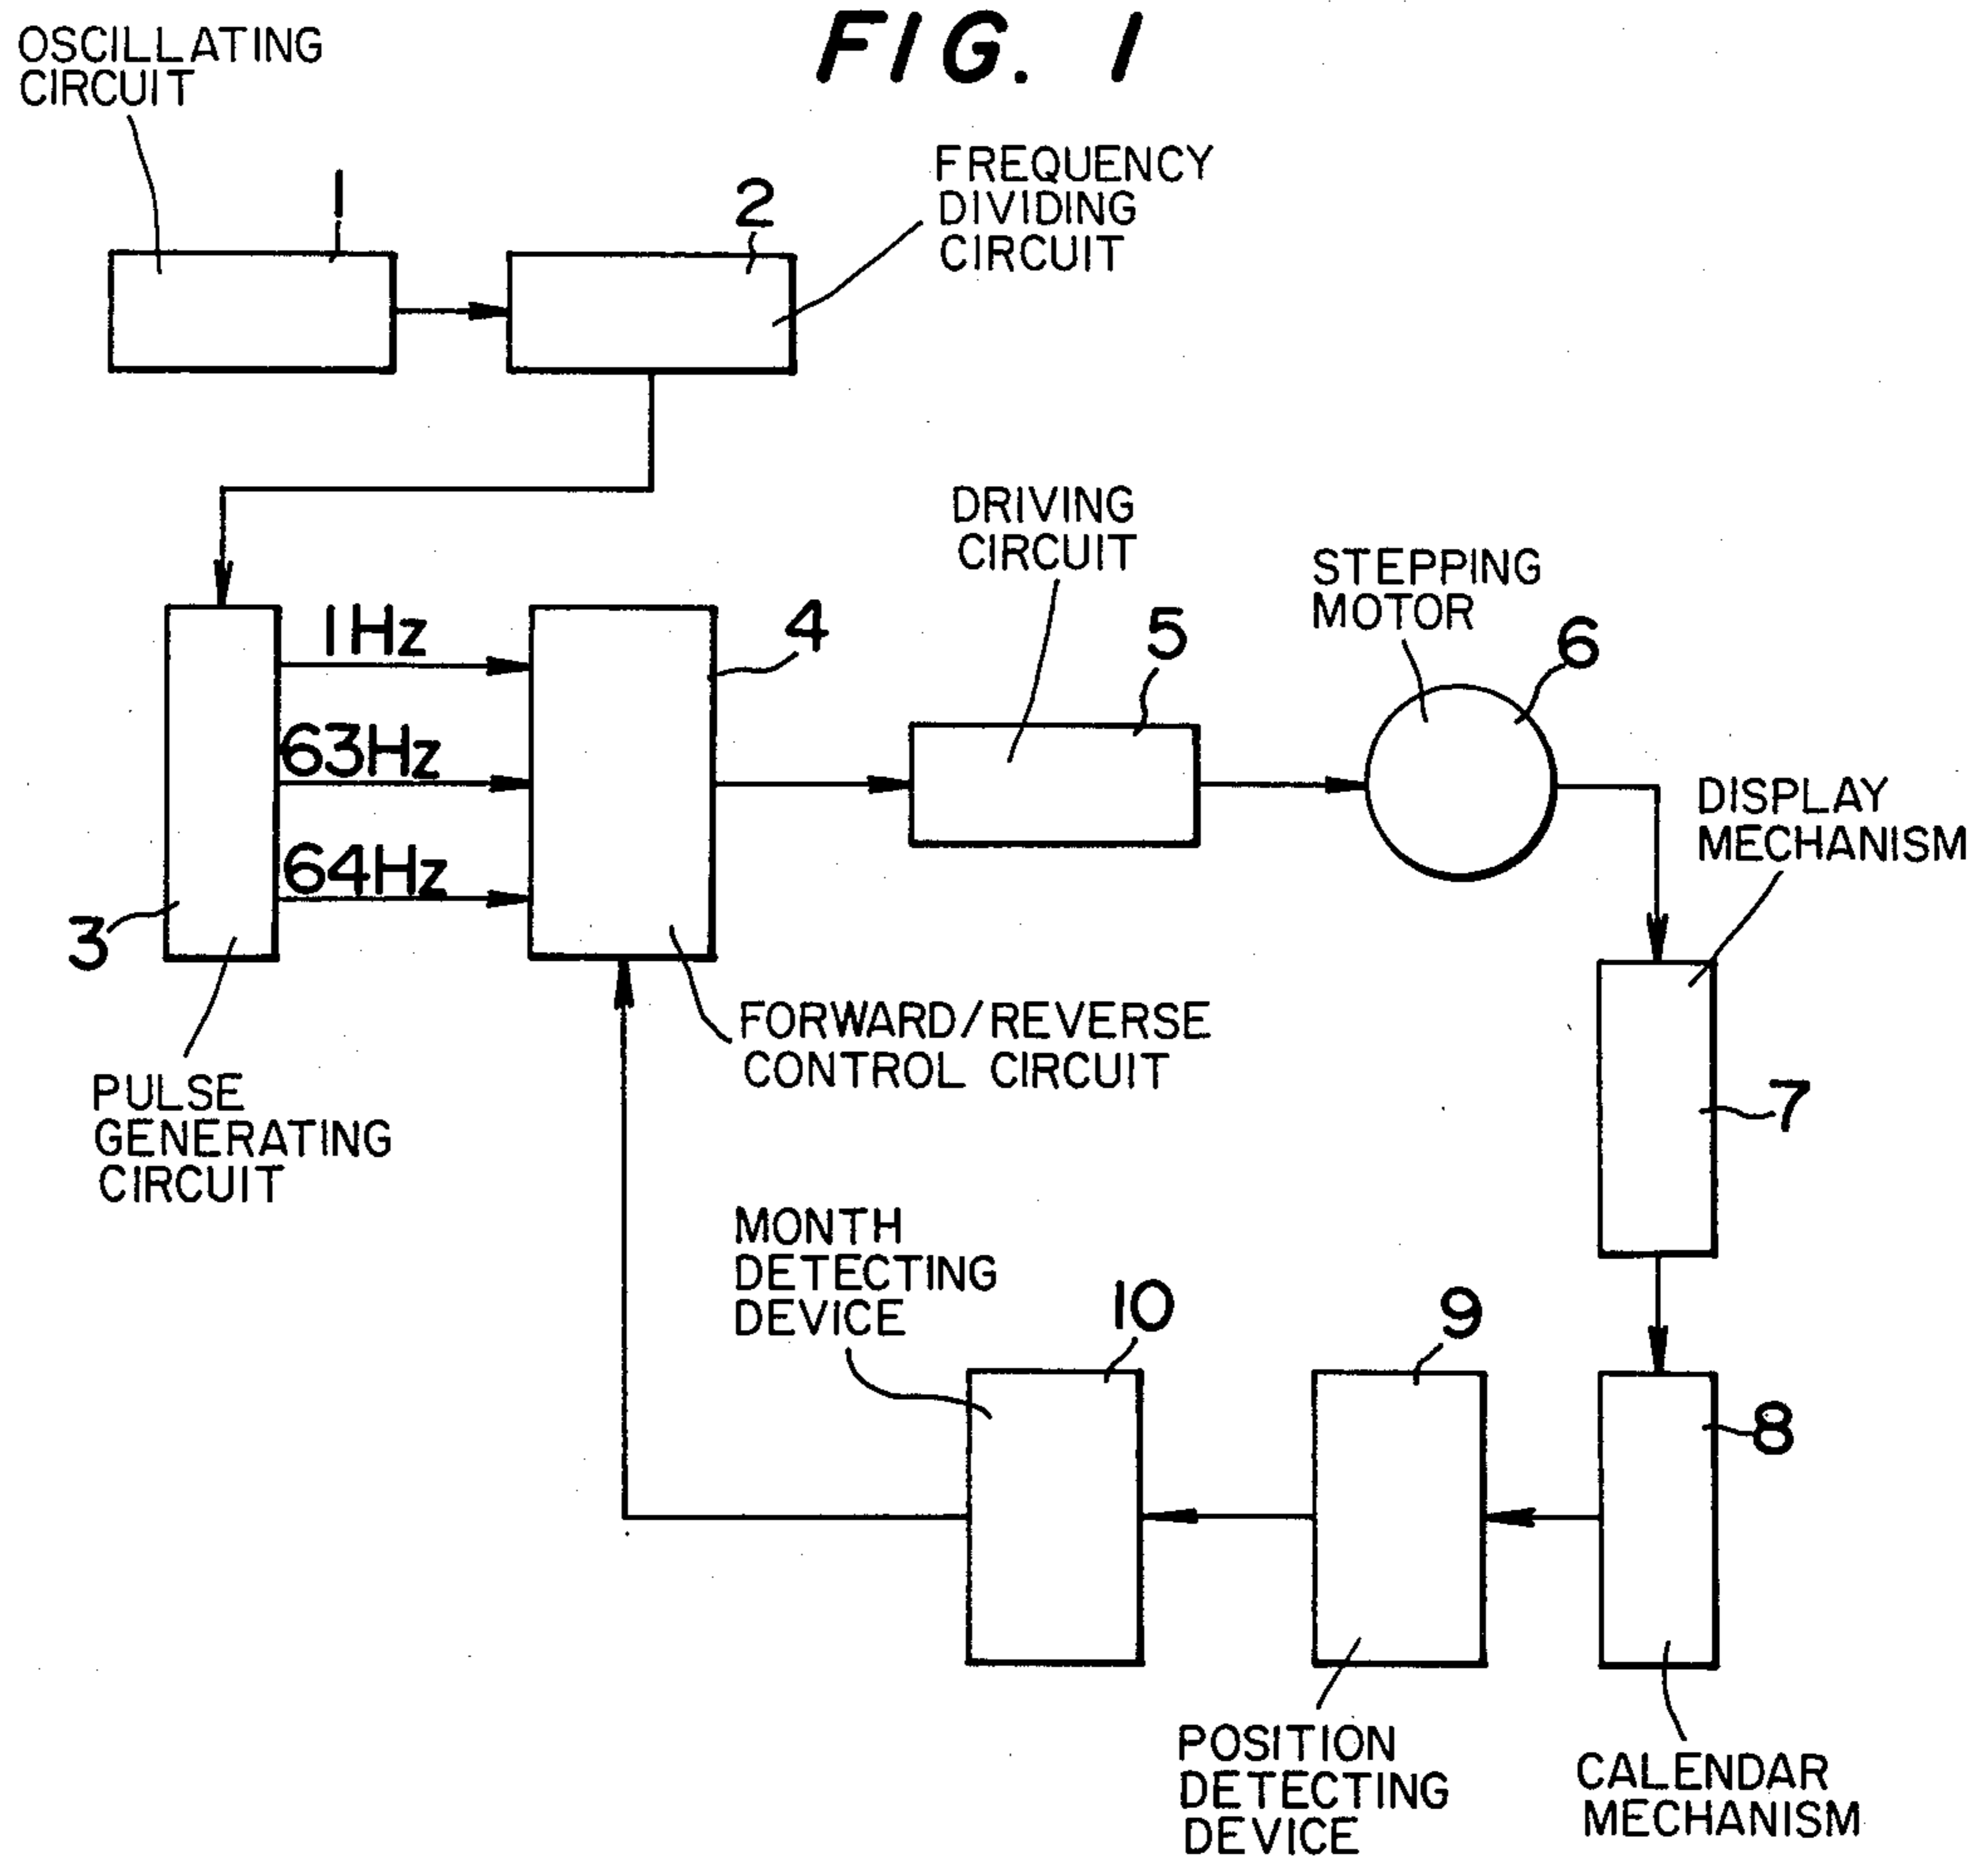 FIG. 1
OSCILLATING
CIRCUIT
1
2
FREQUENCY
DIVIDING
CIRCUIT
DRIVING
CIRCUIT
STEPPING
MOTOR
1Hz
4
5
6
63Hz
DISPLAY
MECHANISM
64Hz
3
FORWARD/REVERSE
CONTROL CIRCUIT
PULSE
GENERATING
CIRCUIT
7
MONTH
DETECTING
DEVICE
10
9
8
POSITION
DETECTING
DEVICE
CALENDAR
MECHANISM